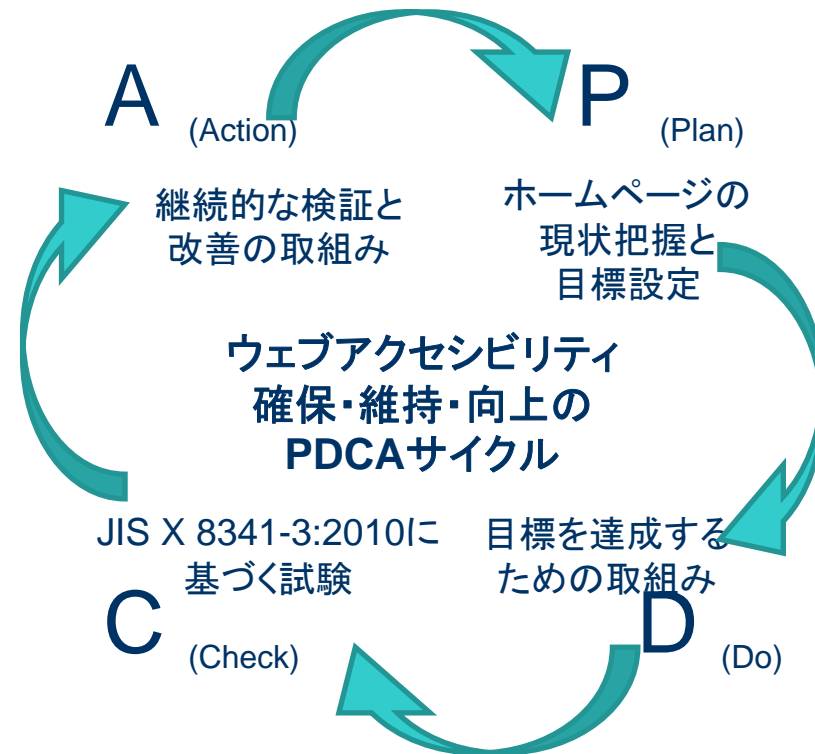 A (Action)
継続的な検証と
改善の取組み
P (Plan)
ホームページの
現状把握と
目標設定
ウェブアクセシビリティ
確保・維持・向上の
PDCAサイクル
JIS X 8341-3:2010に
基づく試験
C (Check)
目標を達成する
ための取組み
D (Do)